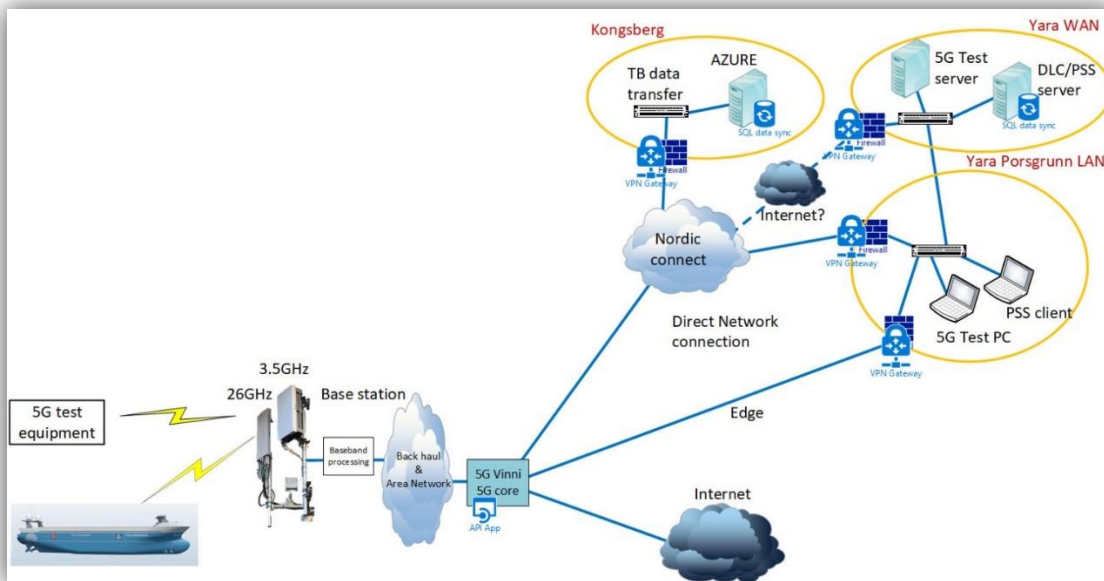 Kongsberg
Yara WAN
AZURE
5G Test
server
DLC/PSS
server
TB data
transfer
SQL data sync
SQL data sync
Firewall
VPN Gateway
Firewall
VPN Gateway
Yara Porsgrunn LAN
Internet?
Nordic
connect
Firewall
VPN Gateway
PSS client
5G Test PC
Direct Network
connection
VPN Gateway
3.5GHz
26GHz
Base station
5G test
equipment
Edge
Baseband
processing
Back haul
&
Area Network
5G Vinni
5G core
API App
Internet